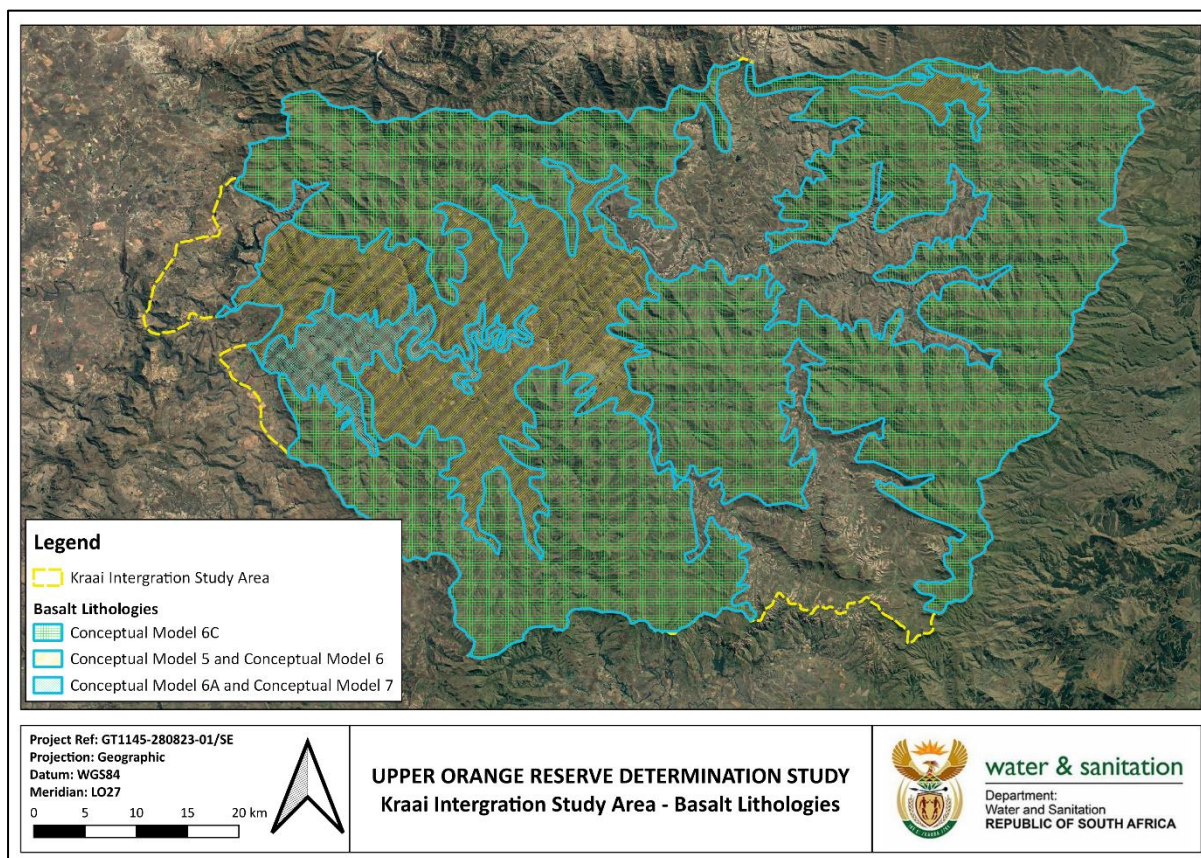 Legend
Kraai Intergration Study Area
Basalt Lithologies
Conceptual Model 6C
Conceptual Model 5 and Conceptual Model 6
Conceptual Model 6A and Conceptual Model 7
Project Ref: GT1145-280823-01/SE
Projection: Geographic
Datum: WGS84
Meridian: LO27
0 5 10 15 20 km
UPPER ORANGE RESERVE DETERMINATION STUDY
Kraai Intergration Study Area - Basalt Lithologies
water & sanitation
Department:
Water and Sanitation
REPUBLIC OF SOUTH AFRICA